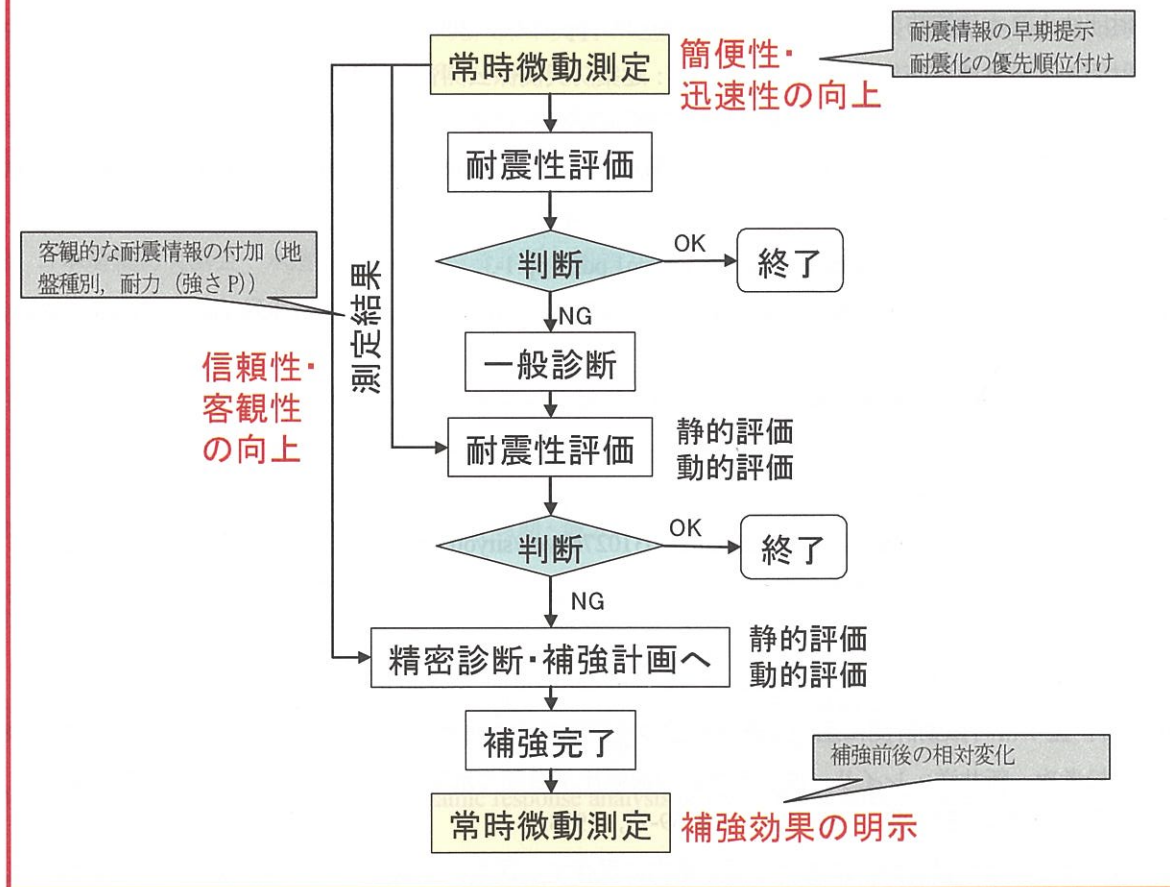 常時微動測定
簡便性・
迅速性の向上
耐震情報の早期提示
耐震化の優先順位付け
耐震性評価
客観的な耐震情報の付加（地
盤種別，耐力（強さ P））
判断
OK
終了
NG
測定結果
信頼性・
客観性
の向上
一般診断
耐震性評価
静的評価
動的評価
判断
OK
終了
NG
精密診断・補強計画へ
静的評価
動的評価
補強完了
補強前後の相対変化
常時微動測定
補強効果の明示